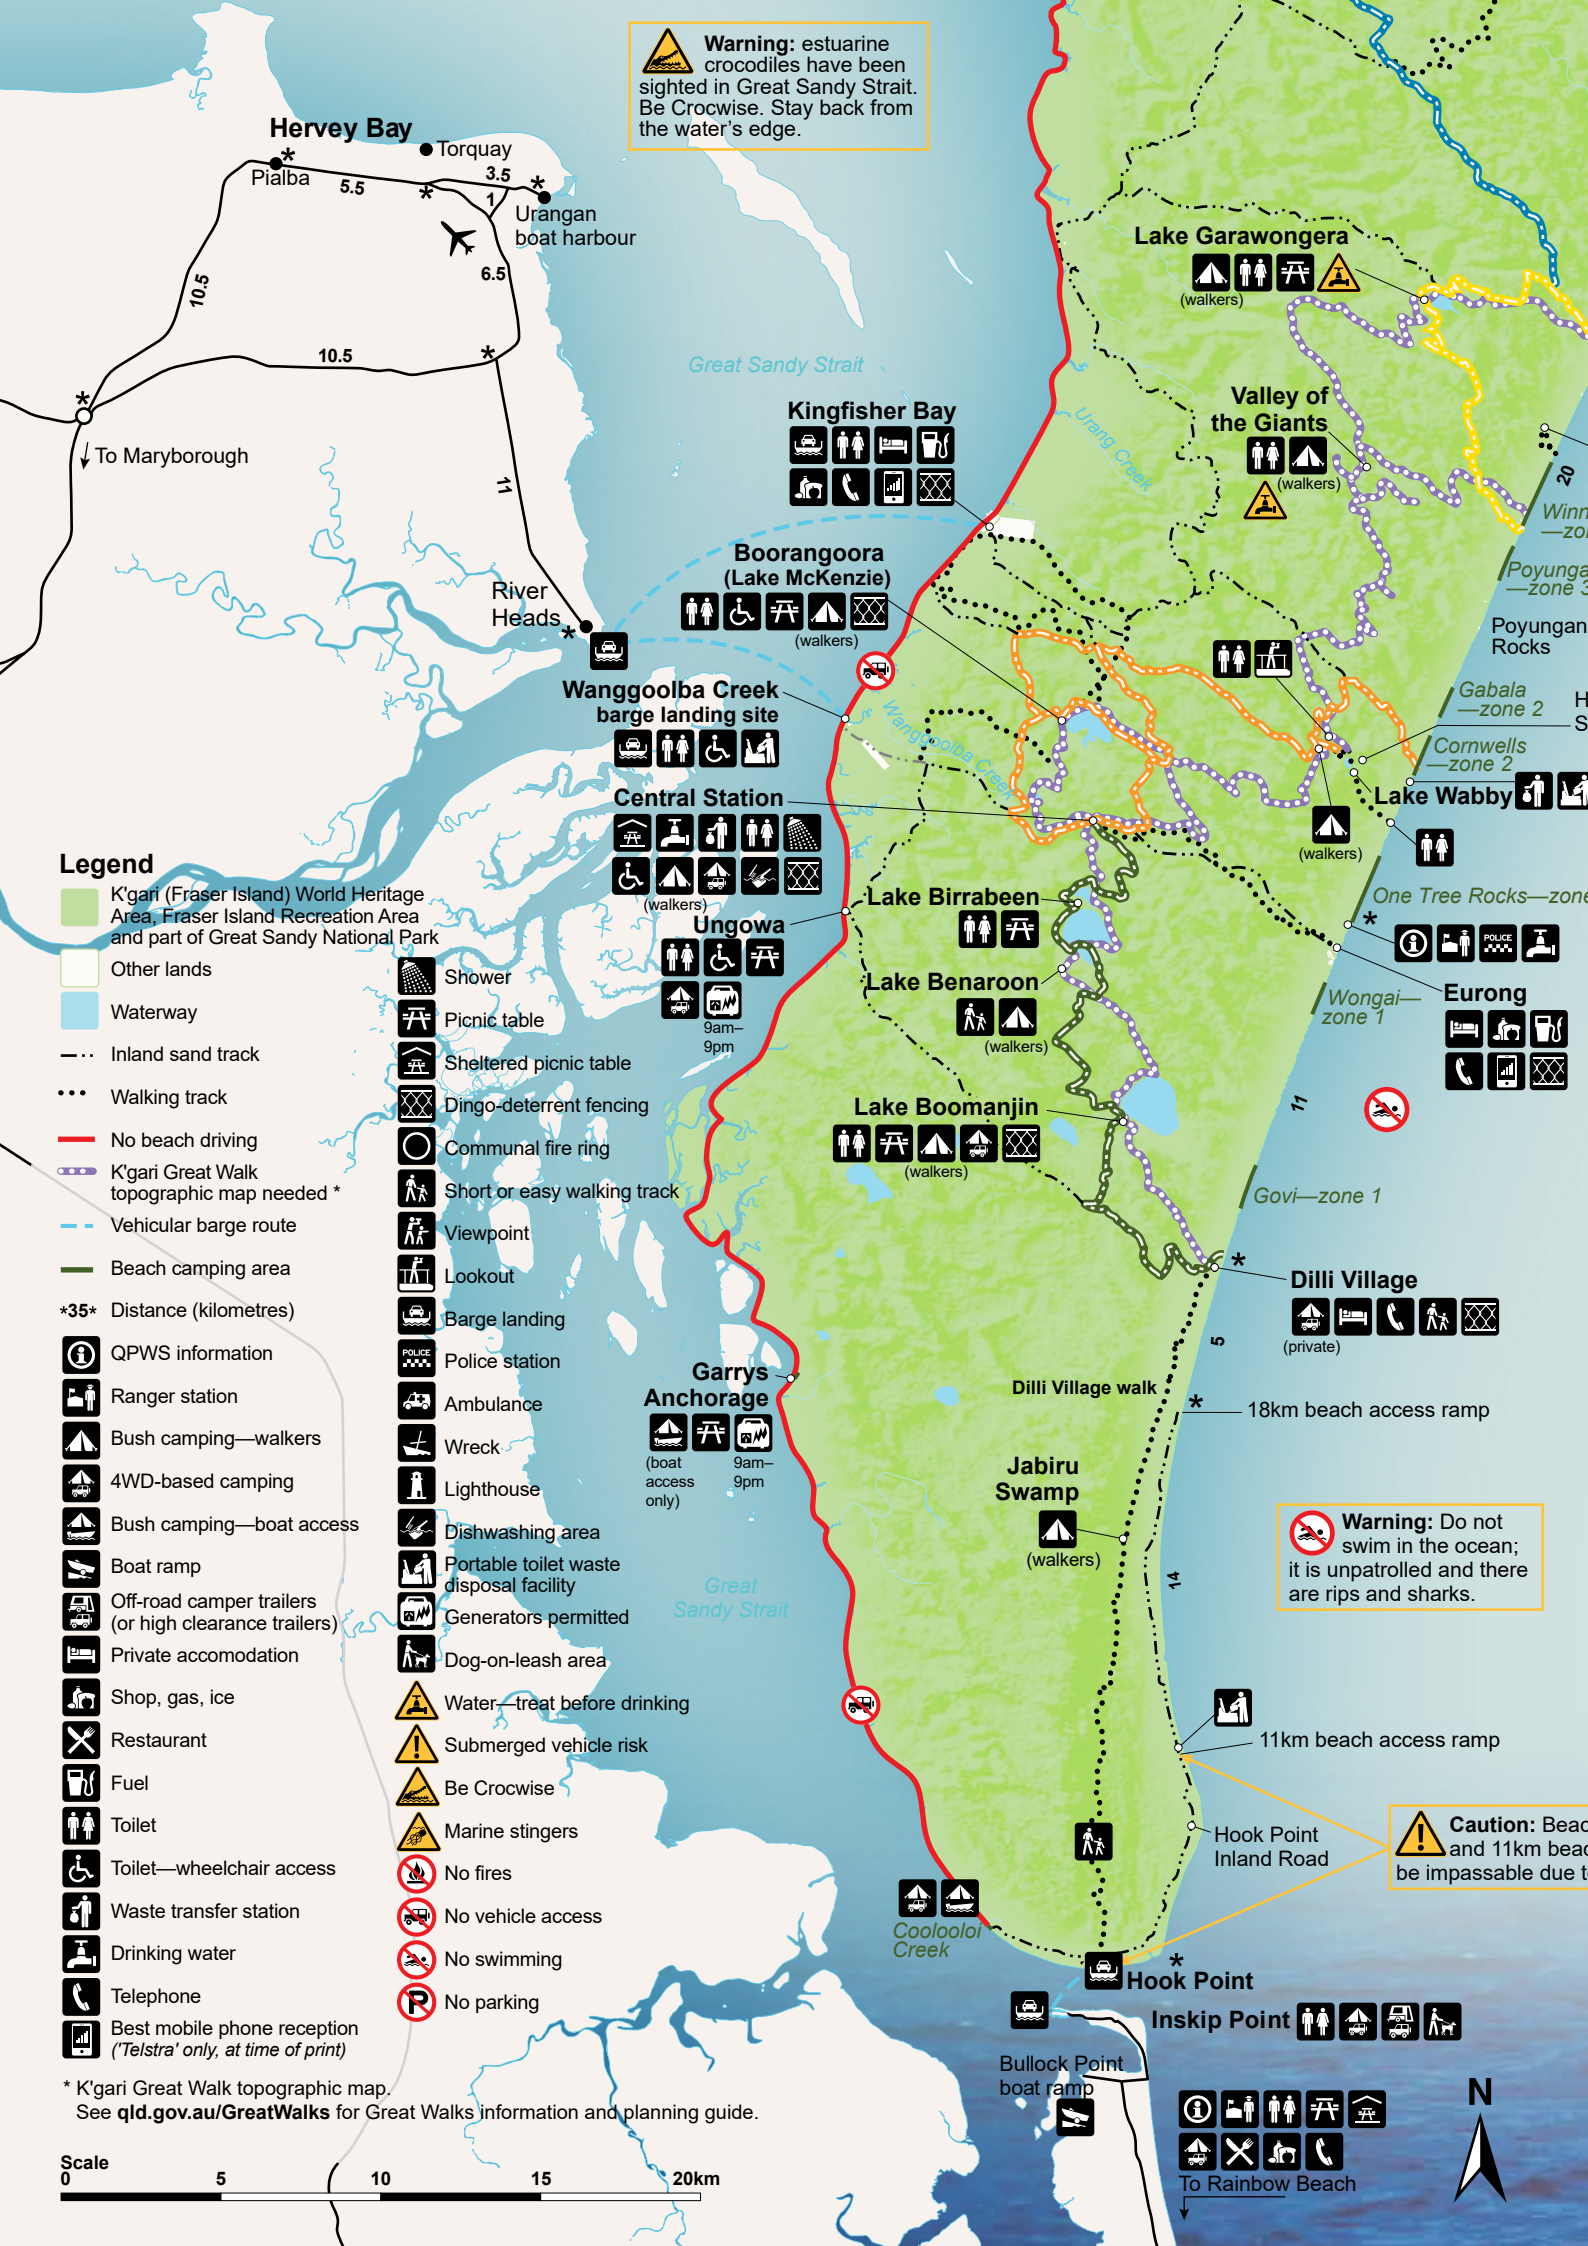 Warning: estuarine
crocodiles have been
sighted in Great Sandy Strait.
Be Crocwise. Stay back from
the water's edge.
Hervey Bay
Torquay
Pialba
5.5
3.5
1
Urangan
boat harbour
6.5
10.5
10.5
To Maryborough
11
River
Heads
Great Sandy Strait
Lake Garawongera
(walkers)
Kingfisher Bay
Urang Creek
Valley of
the Giants
(walkers)
20
Poyungan
Rocks
Boorangoora
(Lake McKenzie)
(walkers)
Gabala
—zone 2
Cornwells
—zone 2
Wanggoolba Creek
barge landing site
Wanggoolba Creek
Lake Wabby
(walkers)
Central Station
(walkers)
Ungowa
9am–
9pm
Lake Birrabeen
One Tree Rocks—zone
POLICE
Lake Benaroon
(walkers)
Wongai—
zone 1
Eurong
11
Lake Boomanjin
(walkers)
Govi—zone 1
Dilli Village
(private)
5
Dilli Village walk
18km beach access ramp
Garrys
Anchorage
(boat
access
only)
9am–
9pm
Jabiru
Swamp
(walkers)
14
Warning: Do not
swim in the ocean;
it is unpatrolled and there
are rips and sharks.
Great
Sandy Strait
11km beach access ramp
Hook Point
Inland Road
Caution:
and 11km
be impassable due
Coolooloi
Creek
Hook Point
Inskip Point
Bullock Point
boat ramp
To Rainbow Beach
N
Legend
K'gari (Fraser Island) World Heritage
Area, Fraser Island Recreation Area
and part of Great Sandy National Park
Other lands
Waterway
Inland sand track
Walking track
No beach driving
K'gari Great Walk
topographic map needed *
Vehicular barge route
Beach camping area
*35* Distance (kilometres)
QPWS information
Ranger station
Bush camping—walkers
4WD-based camping
Bush camping—boat access
Boat ramp
Off-road camper trailers
(or high clearance trailers)
Private accomodation
Shop, gas, ice
Restaurant
Fuel
Toilet
Toilet—wheelchair access
Waste transfer station
Drinking water
Telephone
Best mobile phone reception
('Telstra' only, at time of print)
Shower
Picnic table
Sheltered picnic table
Dingo-deterrent fencing
Communal fire ring
Short or easy walking track
Viewpoint
Lookout
Barge landing
POLICE
Police station
Ambulance
Wreck
Lighthouse
Dishwashing area
Portable toilet waste
disposal facility
Generators permitted
Dog-on-leash area
Water—treat before drinking
Submerged vehicle risk
Be Crocwise
Marine stingers
No fires
No vehicle access
No swimming
P
No parking
* K'gari Great Walk topographic map.
See qld.gov.au/GreatWalks for Great Walks information and planning guide.
Scale
0 5 10 15 20km